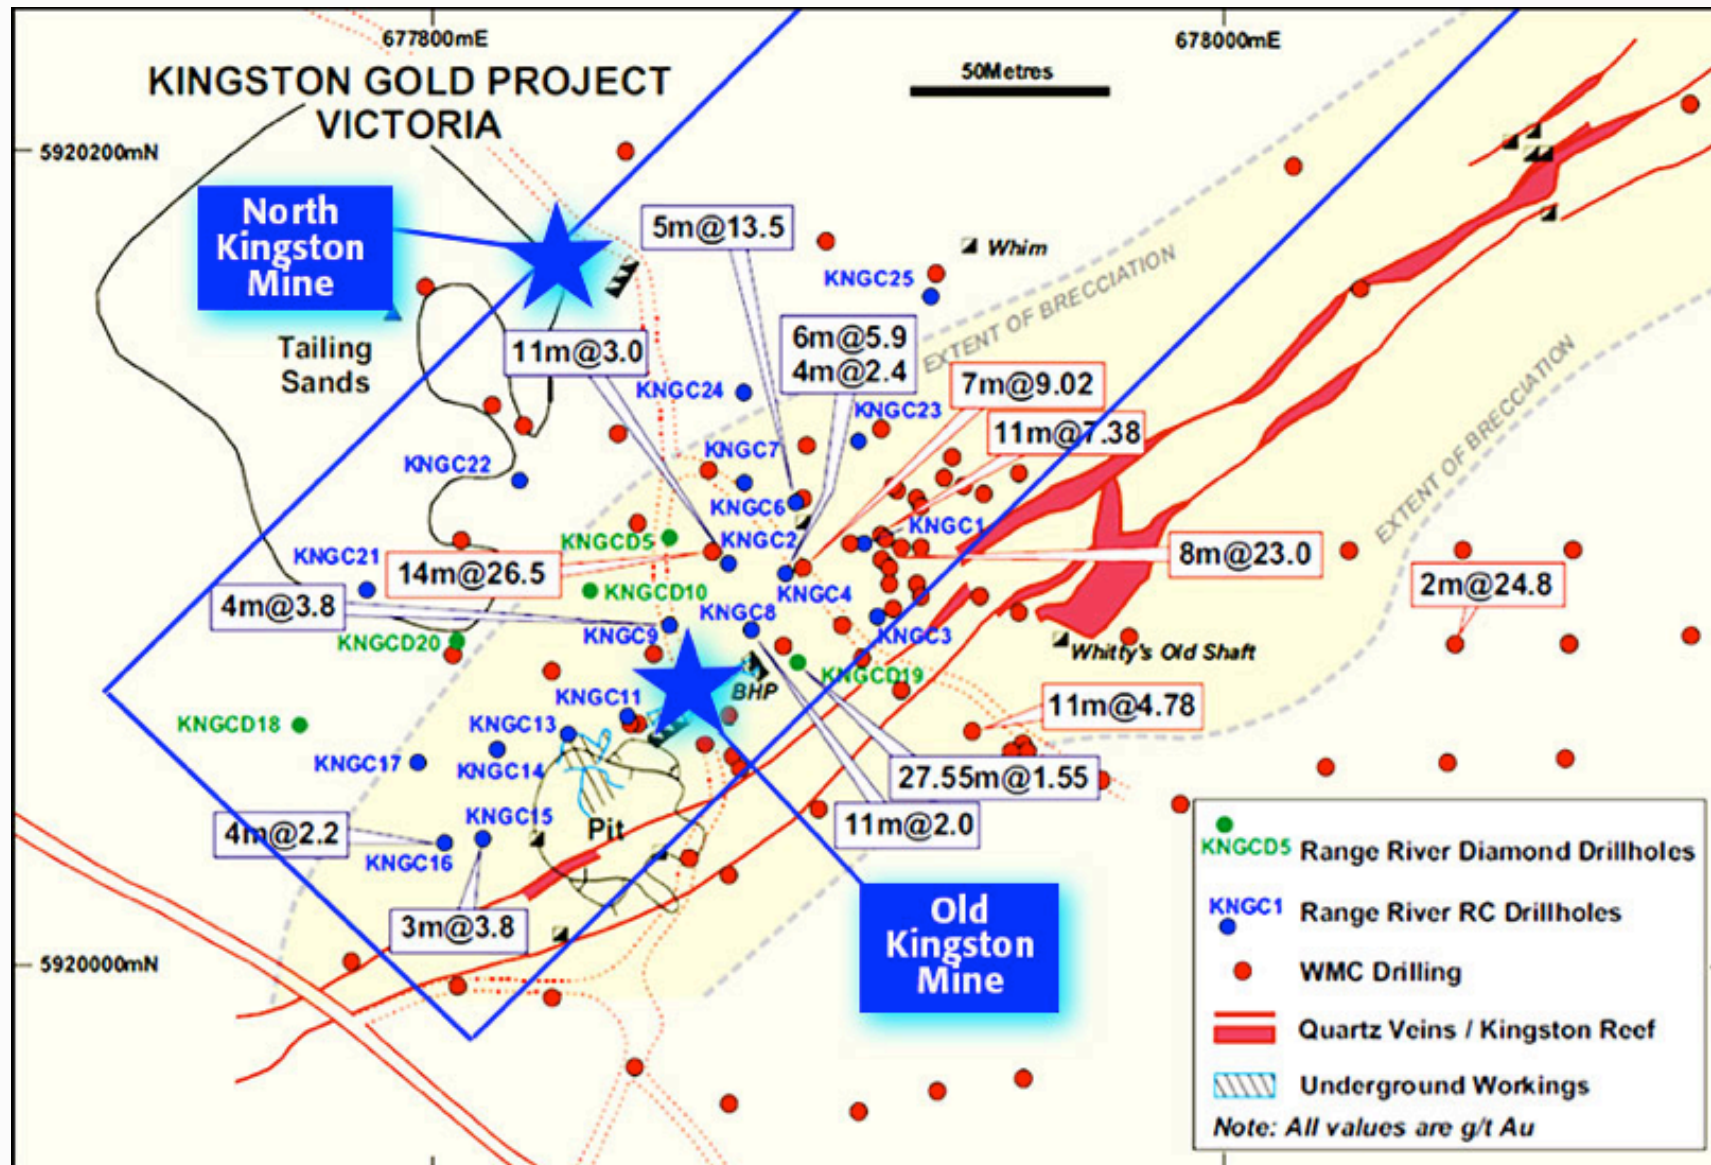 677800mE
678000mE
KINGSTON GOLD PROJECT
VICTORIA
50Metres
5920200mN
North
Kingston
Mine
5m@13.5
Whim
KNGC25
EXTENT OF BRECCIATION
Tailing
Sands
11m@3.0
6m@5.9
4m@2.4
KNGC24
7m@9.02
KNGC23
11m@7.38
EXTENT OF BRECCIATION
KNGC7
KNGC22
KNGC6
KNGC1
KNGCD5
KNGC2
KNGC21
14m@26.5
8m@23.0
2m@24.8
4m@3.8
KNGCD10
KNGC4
KNGC8
KNGC9
KNGC3
KNGCD20
Whitty's Old Shaft
KNGCD19
BHP
KNGC11
11m@4.78
KNGCD18
KNGC13
KNGC17
KNGC14
27.55m@1.55
KNGC15
Pit
11m@2.0
4m@2.2
KNGC16
3m@3.8
Old
Kingston
Mine
5920000mN
KNGCD5 Range River Diamond Drillholes
KNGC1 Range River RC Drillholes
WMC Drilling
Quartz Veins / Kingston Reef
Underground Workings
Note: All values are g/t Au